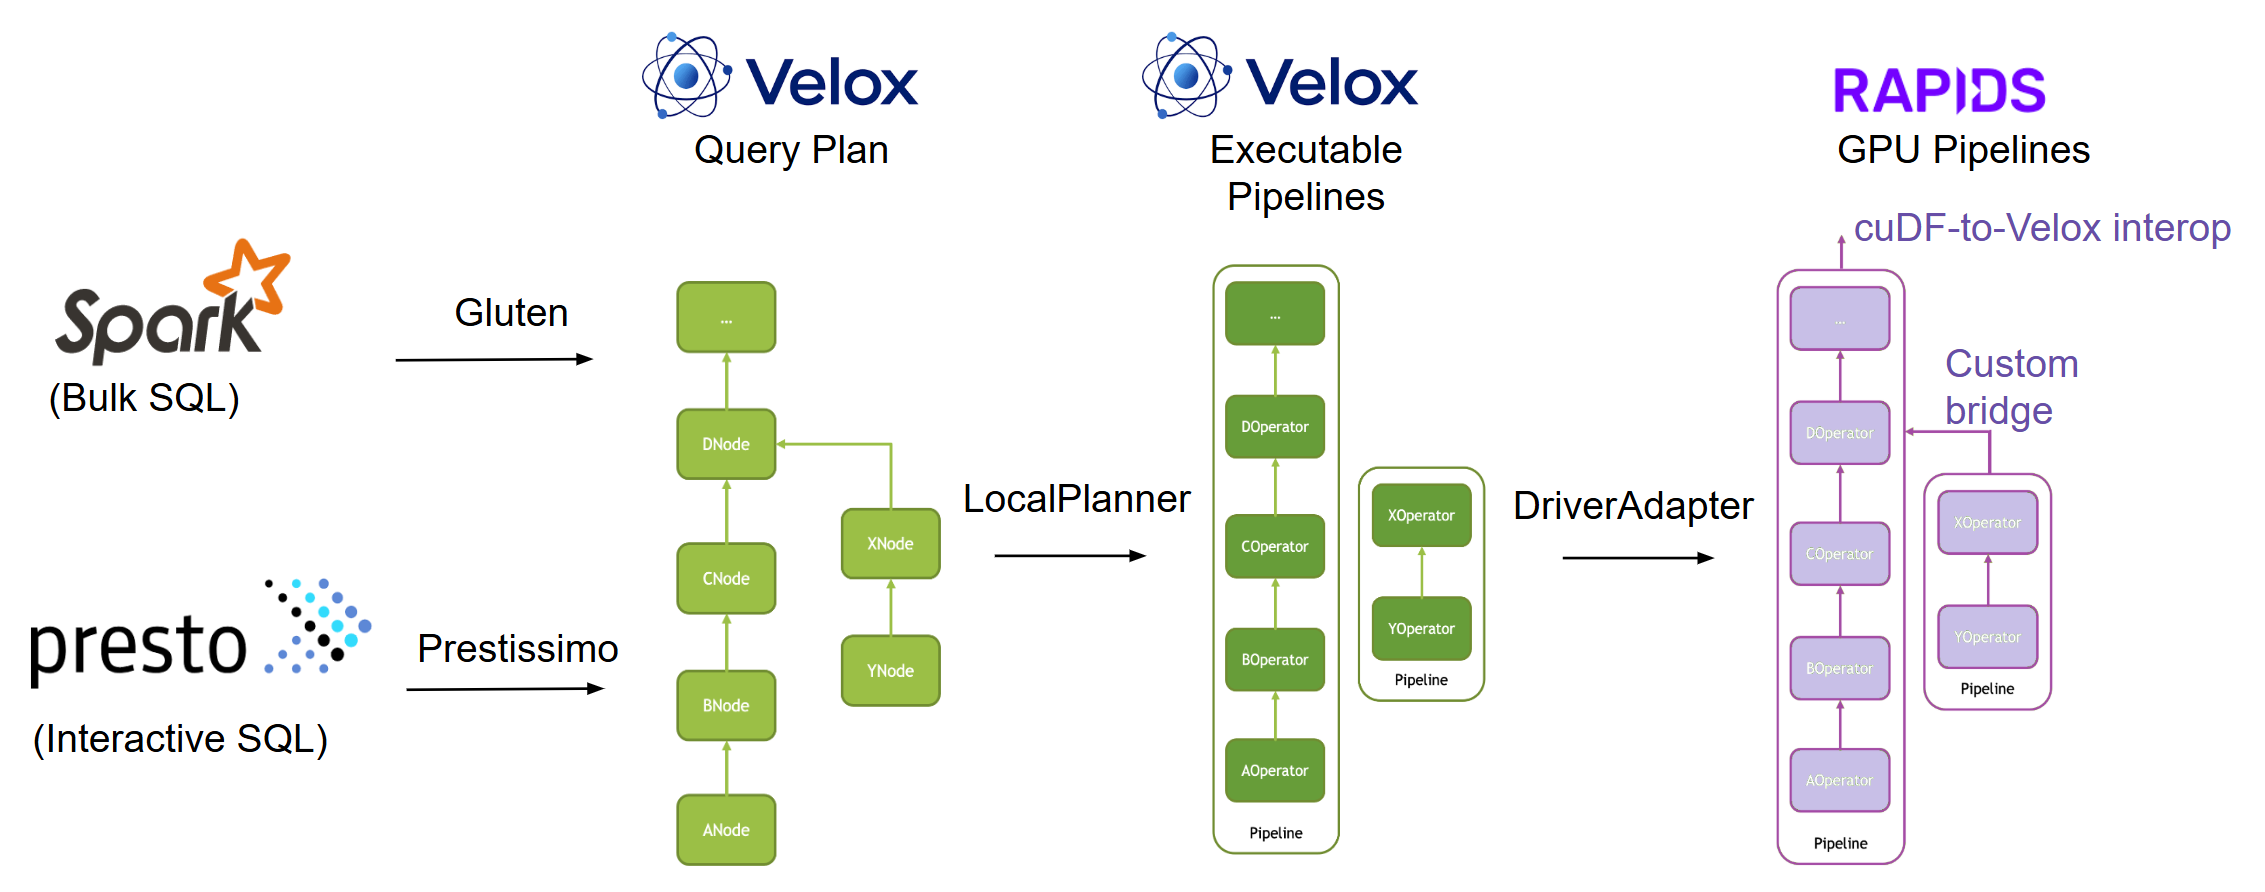 Velox
Query Plan
Velox
Executable
Pipelines
RAPIDS
GPU Pipelines
cuDF-to-Velox interop
Spark
(Bulk SQL)
Gluten
presto
(Interactive SQL)
Prestissimo
...
DNode
CNode
BNode
ANode
XNode
YNode
LocalPlanner
...
DOperator
COperator
BOperator
AOperator
Pipeline
XOperator
YOperator
Pipeline
DriverAdapter
...
DOperator
COperator
BOperator
AOperator
Pipeline
Custom
bridge
XOperator
YOperator
Pipeline